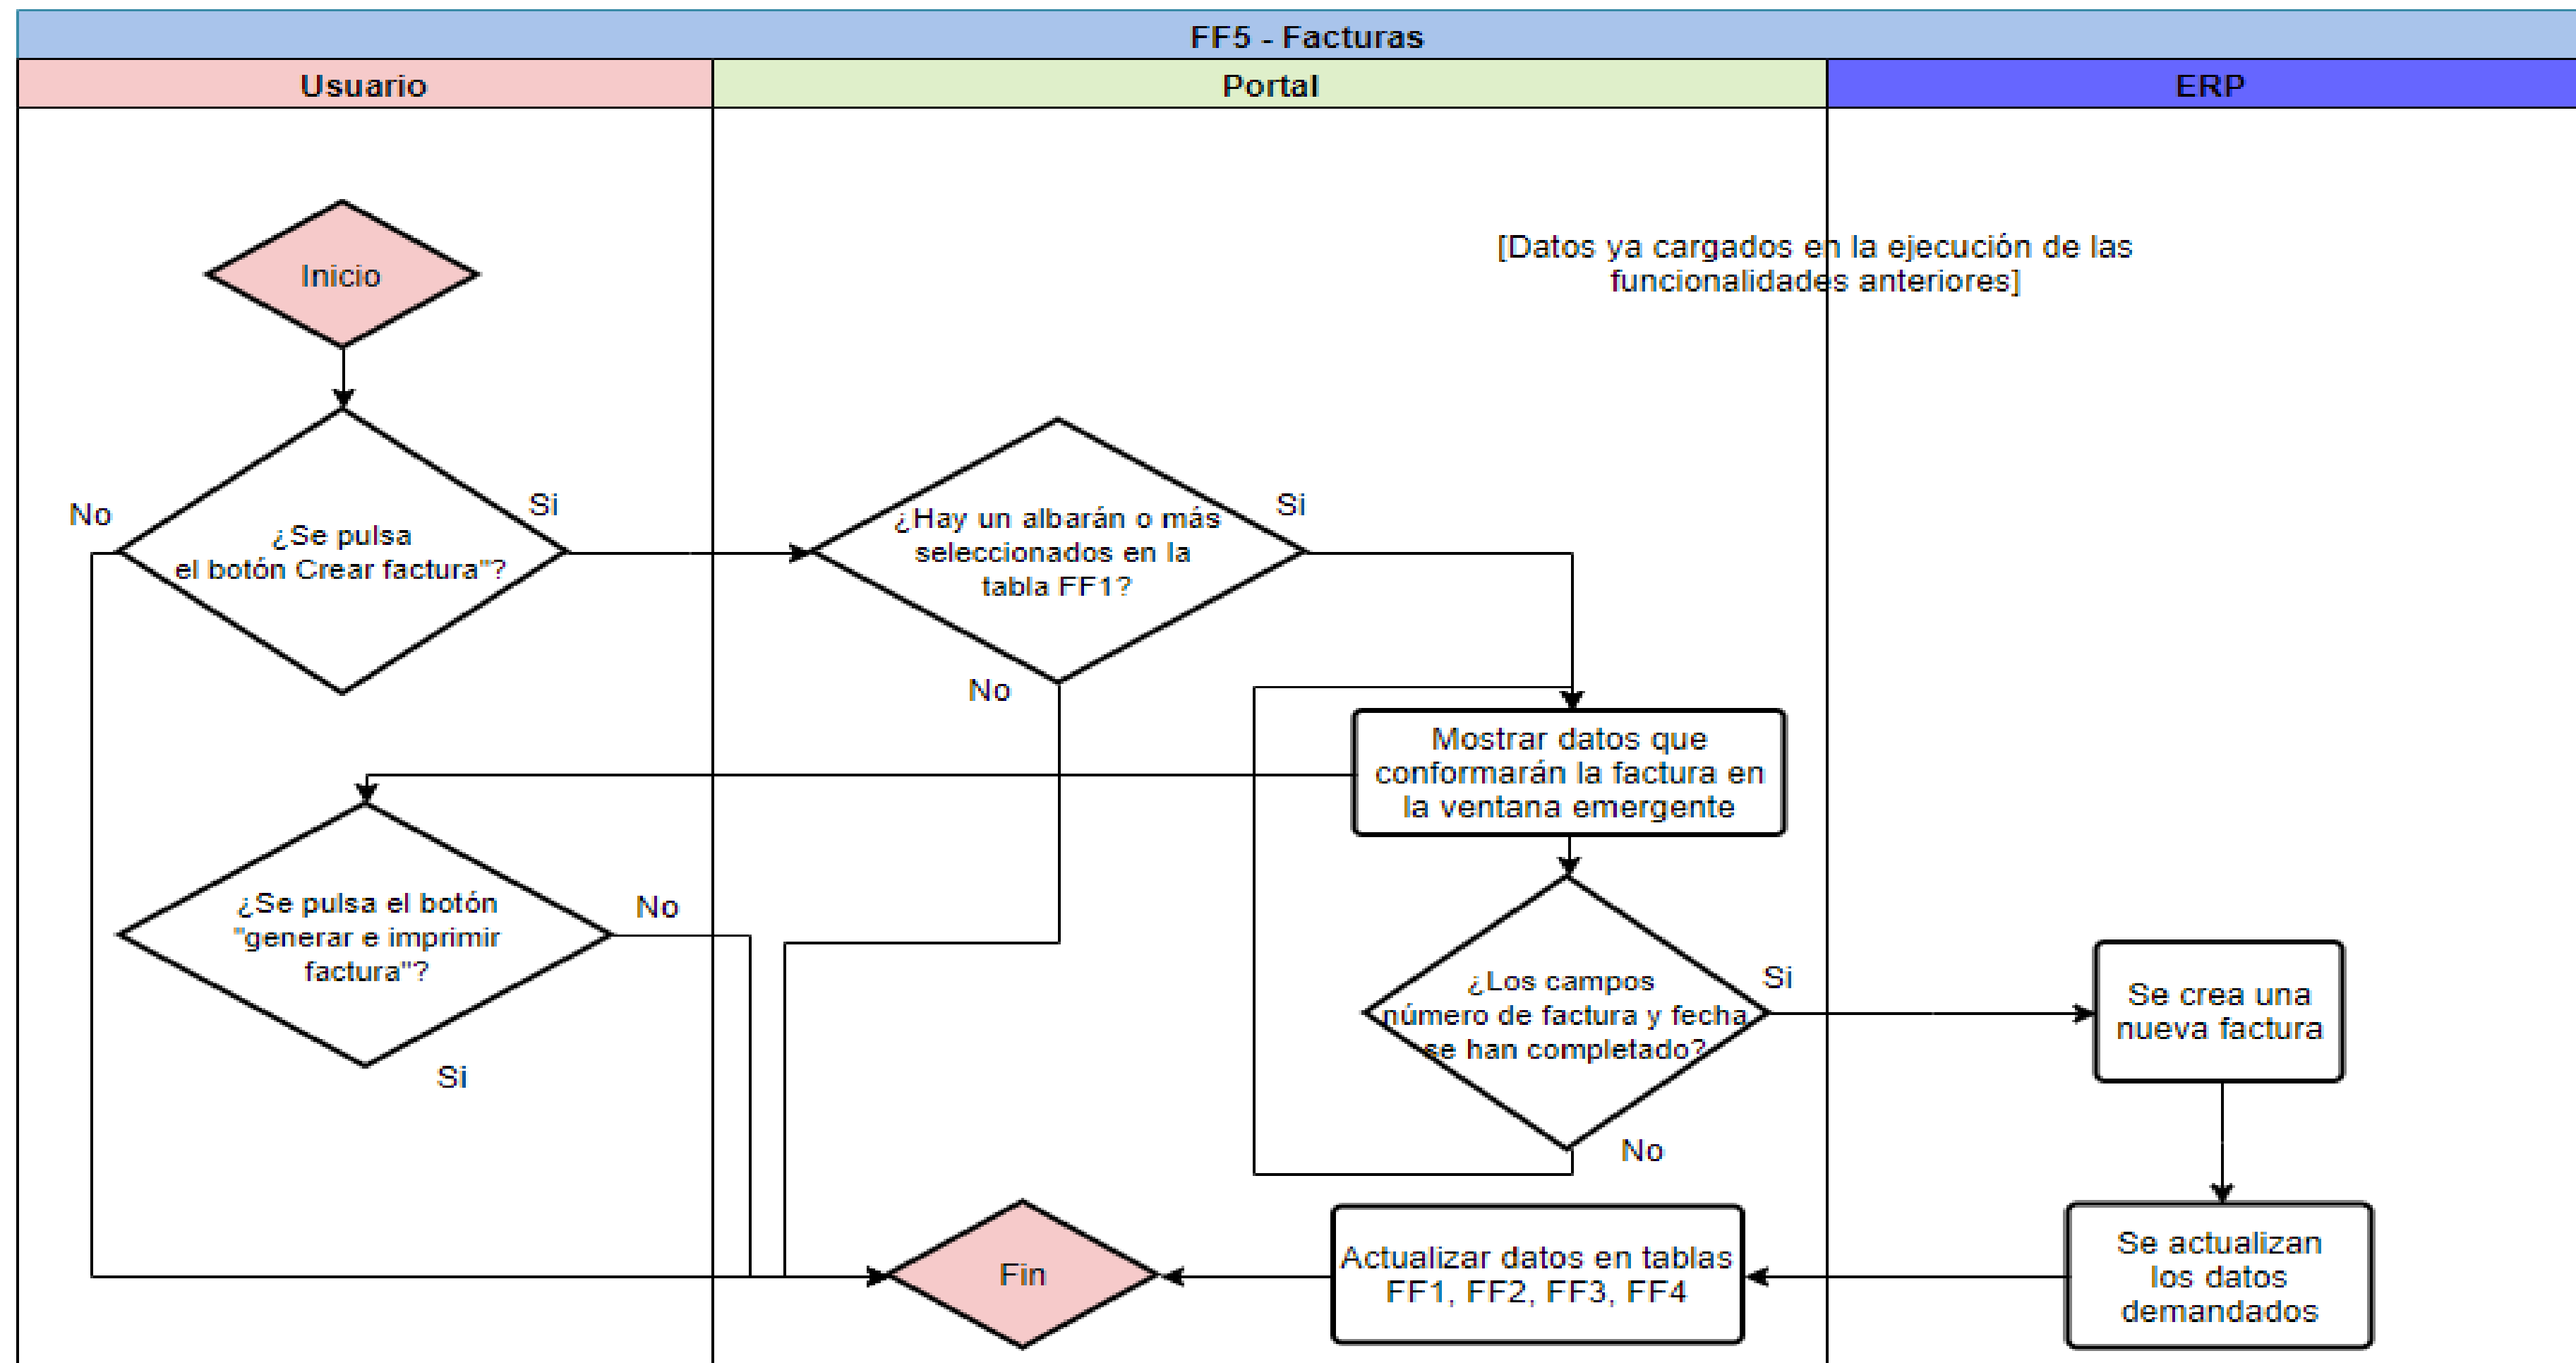 FF5 - Facturas
Usuario
Portal
ERP
[Datos ya cargados en la ejecución de las
funcionalidades anteriores]
Inicio
No
¿Se pulsa
el botón Crear factura"?
Si
¿Hay un albarán o más
seleccionados en la
tabla FF1?
Si
No
Mostrar datos que
conformarán la factura en
la ventana emergente
¿Se pulsa el botón
"generar e imprimir
factura"?
No
Si
¿Los campos
número de factura y fecha
se han completado?
Si
No
Se crea una
nueva factura
Se actualizan
los datos
demandados
Actualizar datos en tablas
FF1, FF2, FF3, FF4
Fin